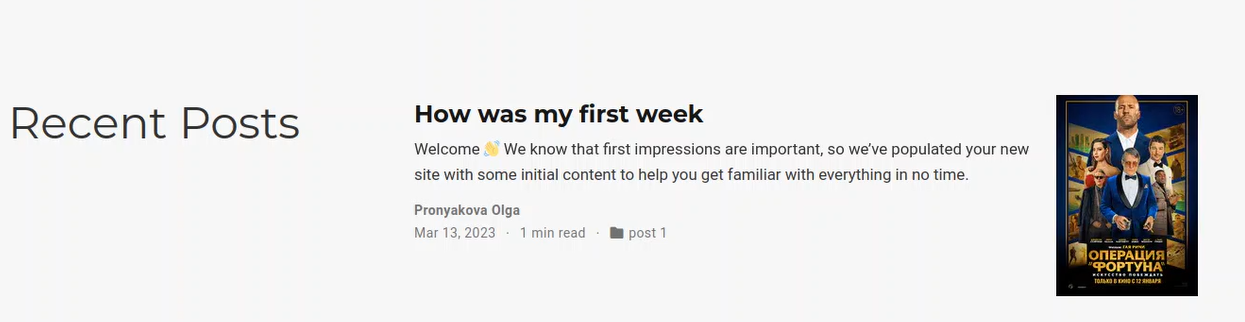 Recent Posts
How was my first week
Welcome 👋 We know that first impressions are important, so we've populated your new
site with some initial content to help you get familiar with everything in no time.
Pronyakova Olga
Mar 13, 2023 · 1 min read · post 1
ГАЯ РИЧИ
ОПЕРАЦИЯ
"ФОРТУНА"
ИСКУССТВО ПОБЕЖДАТЬ
ТОЛЬКО В КИНО С 12 ЯНВАРЯ